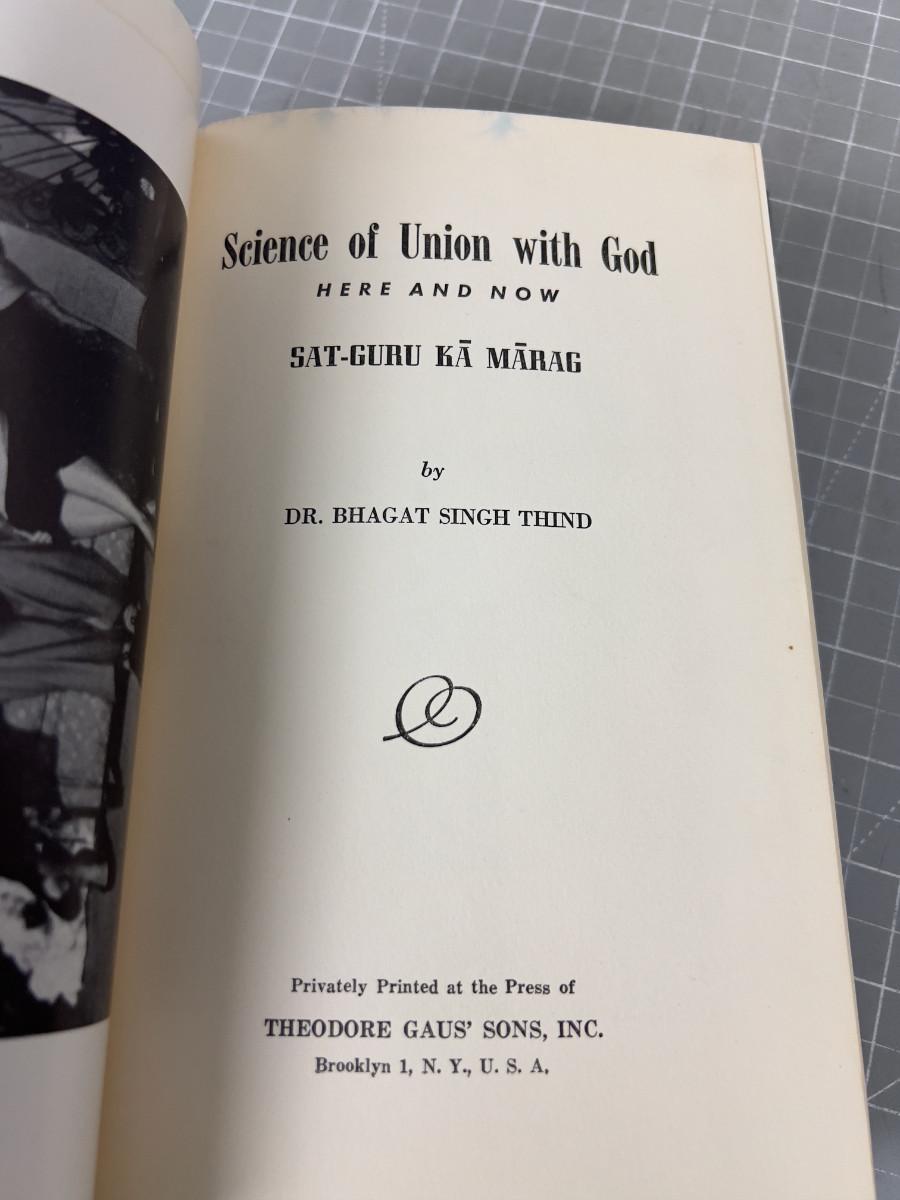 Science of Union with God
HERE AND NOW
SAT-GURU KĀ MĀRAG
by
DR. BHAGAT SINGH THIND
Privately Printed at the Press of
THEODORE GAUS' SONS, INC.
Brooklyn 1, N. Y., U. S. A.